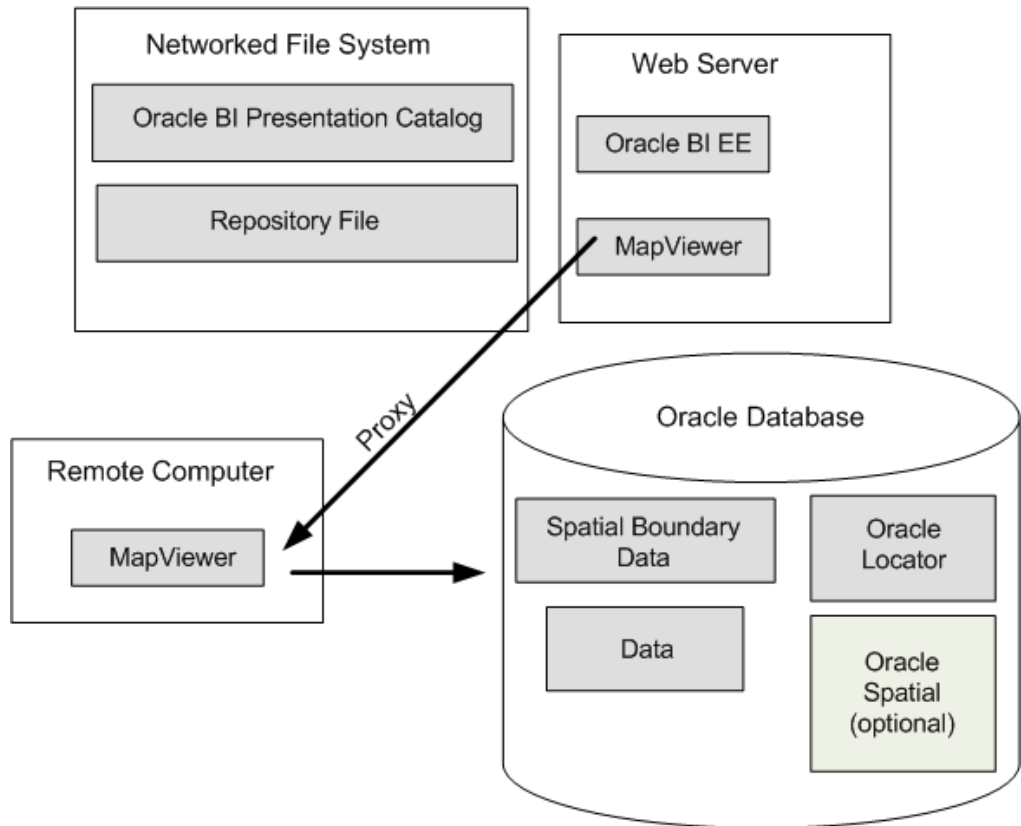 Networked File System
Oracle BI Presentation Catalog
Repository File
Web Server
Oracle BI EE
MapViewer
Proxy
Remote Computer
MapViewer
Oracle Database
Spatial Boundary
Data
Oracle
Locator
Data
Oracle
Spatial
(optional)